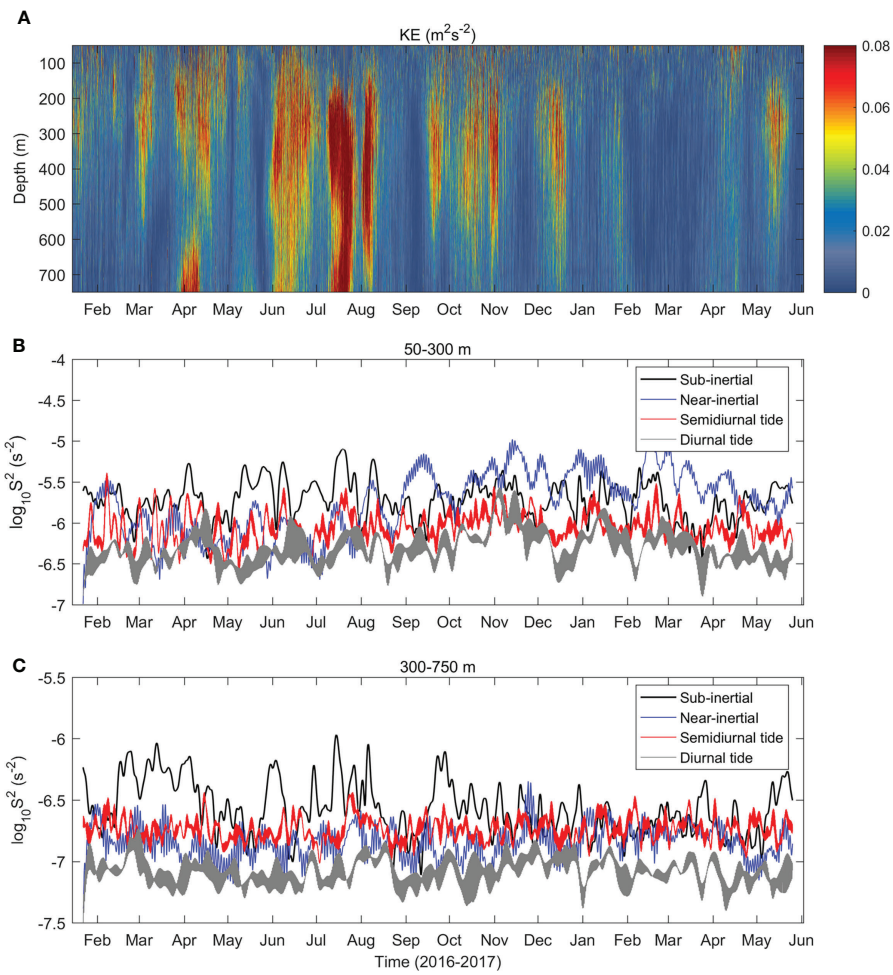 A
KE (m²s⁻²)
Depth (m)
100
200
300
400
500
600
700
Feb Mar Apr May Jun Jul Aug Sep Oct Nov Dec Jan Feb Mar Apr May Jun
0.08
0.06
0.04
0.02
0
B
50-300 m
log₁₀S² (s⁻²)
-4
-4.5
-5
-5.5
-6
-6.5
-7
Sub-inertial
Near-inertial
Semidiurnal tide
Diurnal tide
Feb Mar Apr May Jun Jul Aug Sep Oct Nov Dec Jan Feb Mar Apr May Jun
C
300-750 m
log₁₀S² (s⁻²)
-5.5
-6
-6.5
-7
-7.5
Sub-inertial
Near-inertial
Semidiurnal tide
Diurnal tide
Feb Mar Apr May Jun Jul Aug Sep Oct Nov Dec Jan Feb Mar Apr May Jun
Time (2016-2017)